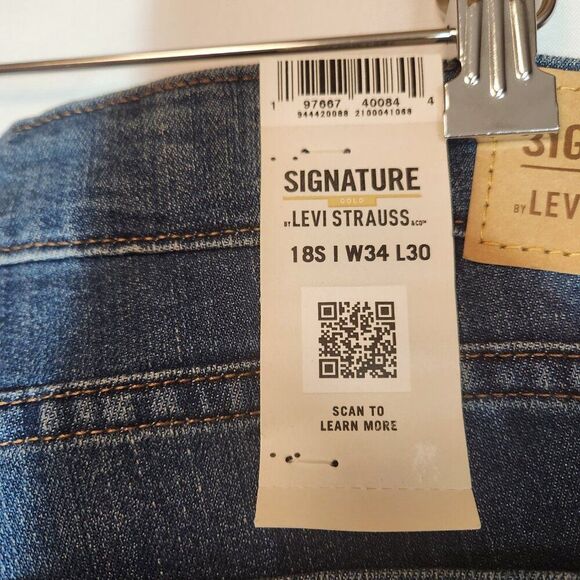 1 97667 40084 4
944420088 2100041068
SIGNATURE
GOLD
BY LEVI STRAUSS &CO™
18S | W34 L30
SCAN TO
LEARN MORE
SIG
BY LEV